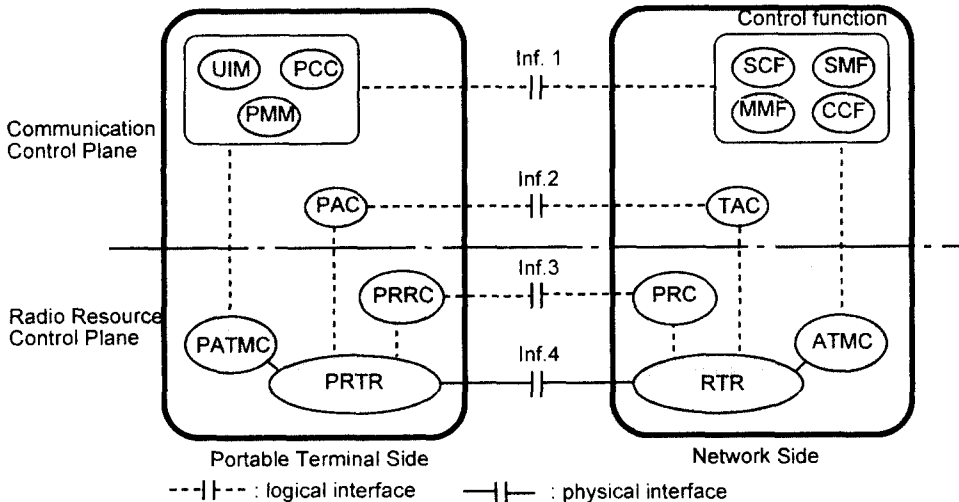 Control function
UIM PCC
PMM
Inf. 1
SCF SMF
MMF CCF
Communication
Control Plane
PAC
Inf.2
TAC
Inf.3
PRRC
PRC
Radio Resource
Control Plane
PATMC
PRTR
Inf.4
RTR
ATMC
Portable Terminal Side
Network Side
: logical interface
: physical interface